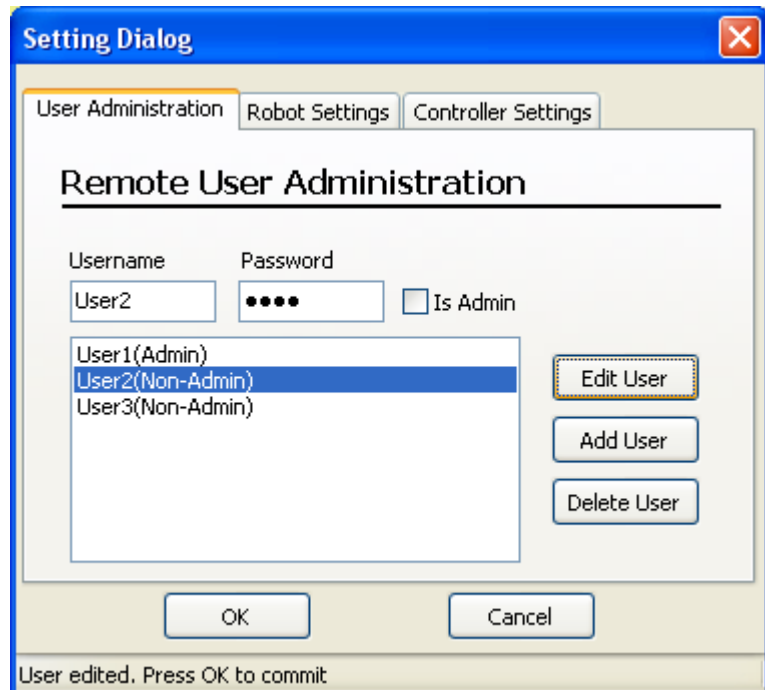 Setting Dialog
User Administration Robot Settings Controller Settings
Remote User Administration
Username Password
User2 •••• Is Admin
User1(Admin)
User2(Non-Admin)
User3(Non-Admin)
Edit User
Add User
Delete User
OK Cancel
User edited. Press OK to commit